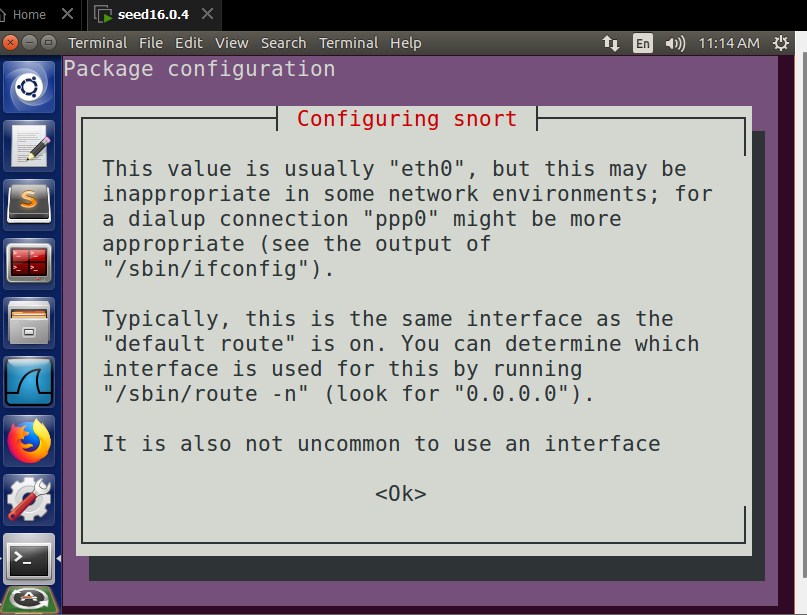 Home
seed16.0.4
Terminal File Edit View Search Terminal Help
En
11:14 AM
Package configuration
Configuring snort
This value is usually "eth0", but this may be
inappropriate in some network environments; for
a dialup connection "ppp0" might be more
appropriate (see the output of
"/sbin/ifconfig").
Typically, this is the same interface as the
"default route" is on. You can determine which
interface is used for this by running
"/sbin/route -n" (look for "0.0.0.0").
It is also not uncommon to use an interface
<Ok>